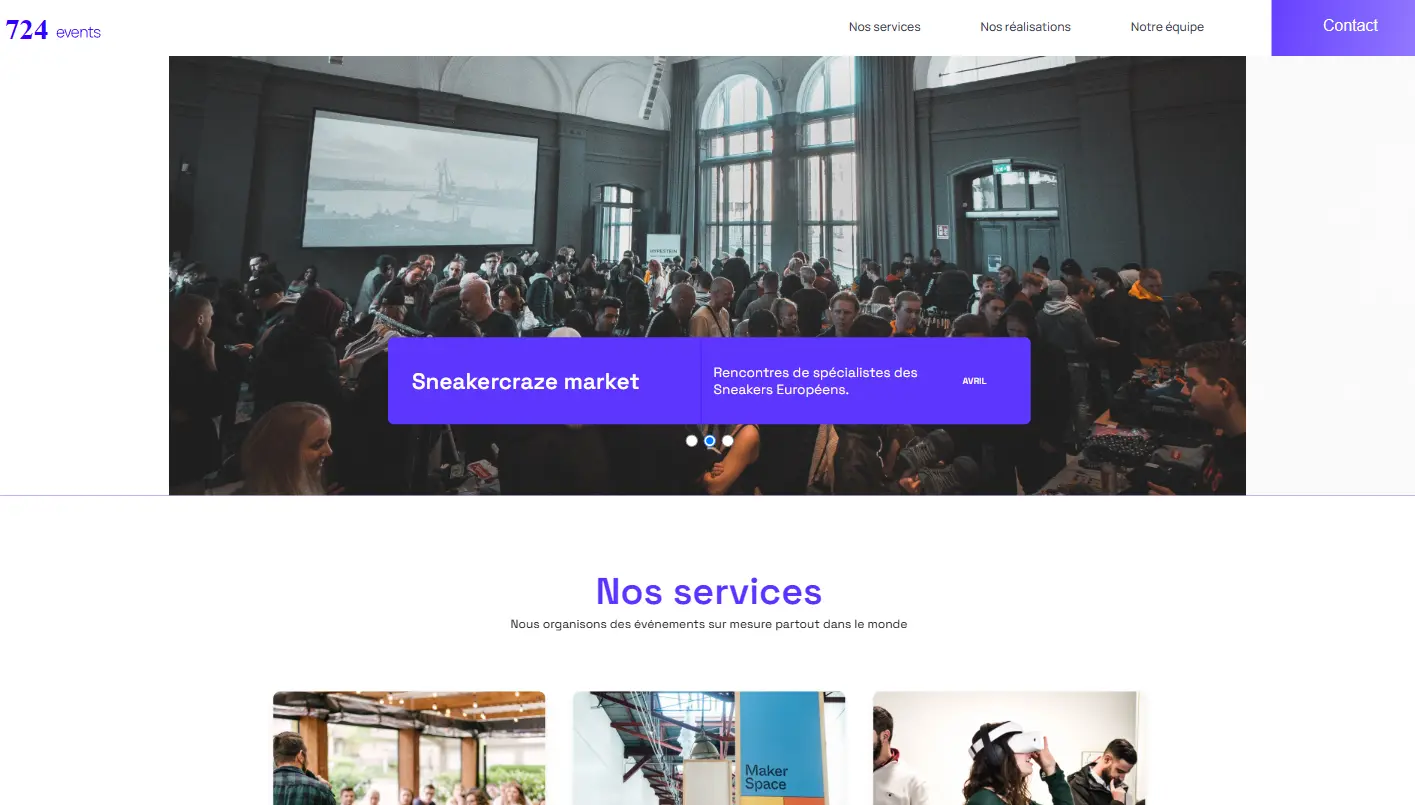 724 events
Nos services
Nos réalisations
Notre équipe
Contact
Sneakercraze market
Rencontres de spécialistes des
Sneakers Européens.
AVRIL
Nos services
Nous organisons des événements sur mesure partout dans le monde
Maker
Space